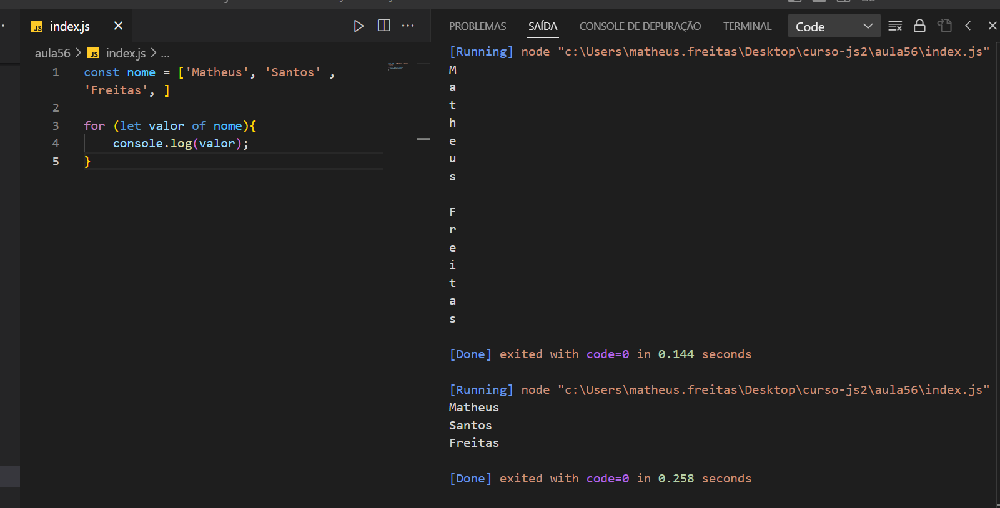 JS index.js
aula56 > JS index.js > ...
1 const nome = ['Matheus', 'Santos' ,
'Freitas', ]
2
3 for (let valor of nome){
4 console.log(valor);
5 }
PROBLEMAS SAÍDA CONSOLE DE DEPURAÇÃO TERMINAL Code
[Running] node "c:\Users\matheus.freitas\Desktop\curso-js2\aula56\index.js"
M
a
t
h
e
u
s
F
r
e
i
t
a
s
[Done] exited with code=0 in 0.144 seconds
[Running] node "c:\Users\matheus.freitas\Desktop\curso-js2\aula56\index.js"
Matheus
Santos
Freitas
[Done] exited with code=0 in 0.258 seconds